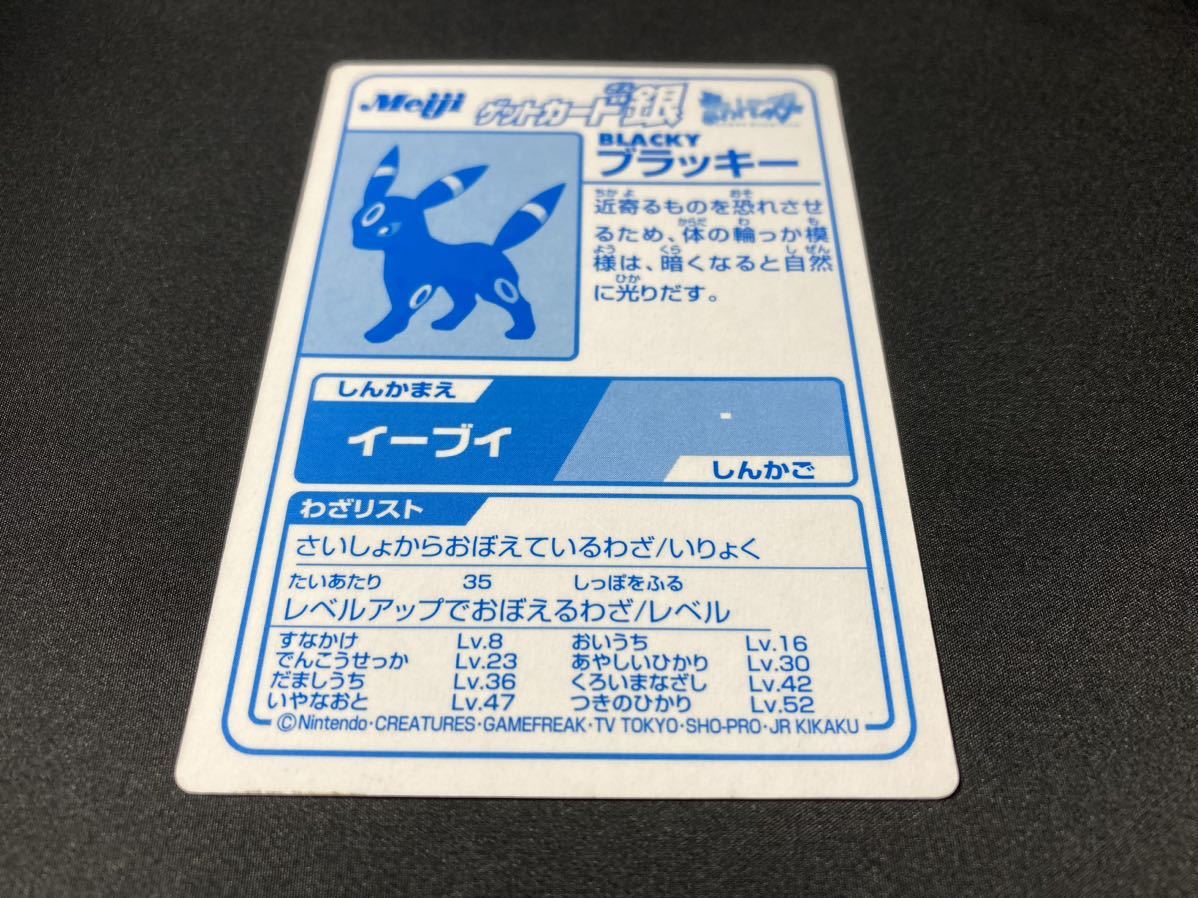 Meiji ゲットカード 銀
BLACKY
ブラッキー
近寄るものを恐れさせ
るため、体の輪っか模
様は、暗くなると自然
に光りだす。
しんかまえ
イーブイ
-
しんかご
わざリスト
さいしょからおぼえているわざ/いりょく
たいあたり 35 しっぽをふる
レベルアップでおぼえるわざ/レベル
すなかけ Lv.8 おいうち Lv.16
でんこうせっか Lv.23 あやしいひかり Lv.30
だましうち Lv.36 くろいまなざし Lv.42
いやなおと Lv.47 つきのひかり Lv.52
©Nintendo・CREATURES・GAMEFREAK・TV TOKYO・SHO-PRO・JR KIKAKU